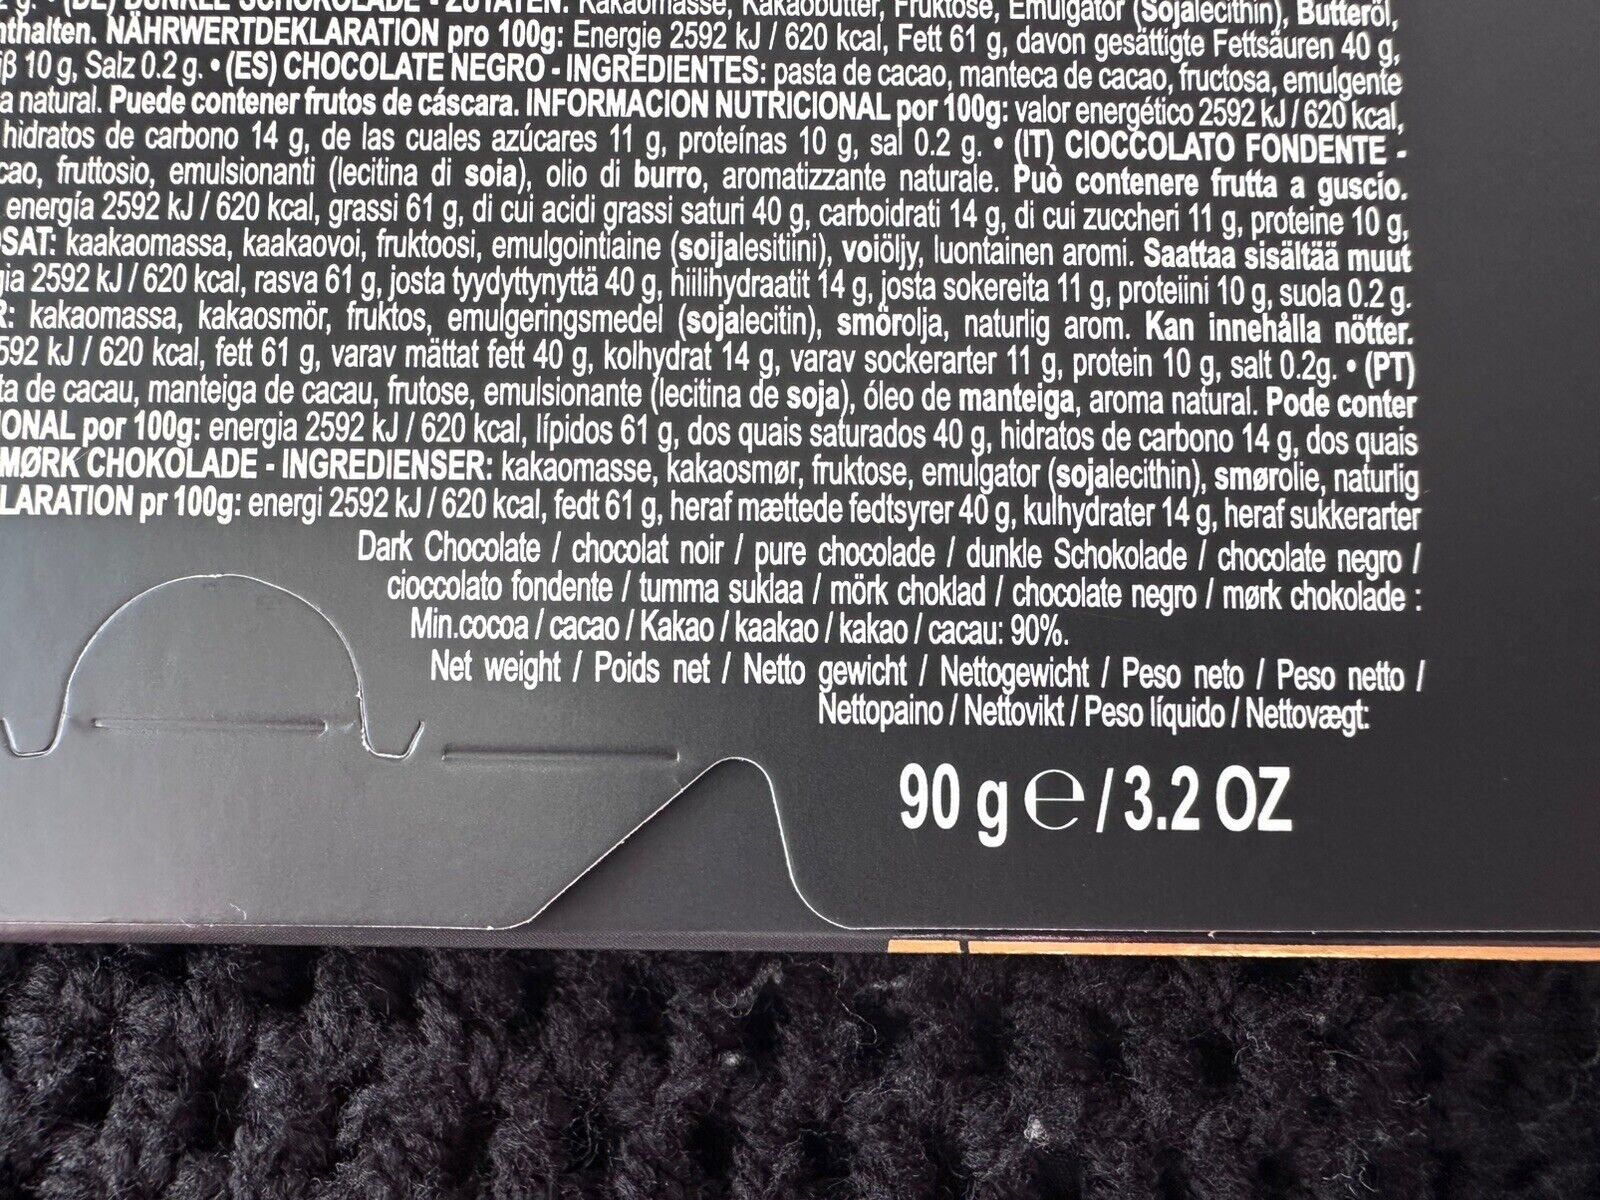 (DE) DUNKLE SCHOKOLADE - ZUTATEN: Kakaomasse, Kakaobutter, Fruktose, Emulgator (Sojalecithin), Butteröl,
nthalten. NÄHRWERTDEKLARATION pro 100g: Energie 2592 kJ / 620 kcal, Fett 61 g, davon gesättigte Fettsäuren 40 g,
iß 10 g, Salz 0.2 g. • (ES) CHOCOLATE NEGRO - INGREDIENTES: pasta de cacao, manteca de cacao, fructosa, emulgente
a natural. Puede contener frutos de cáscara. INFORMACION NUTRICIONAL por 100g: valor energético 2592 kJ / 620 kcal,
hidratos de carbono 14 g, de las cuales azúcares 11 g, proteínas 10 g, sal 0.2 g. • (IT) CIOCCOLATO FONDENTE -
cao, fruttosio, emulsionanti (lecitina di soia), olio di burro, aromatizzante naturale. Può contenere frutta a guscio.
energía 2592 kJ / 620 kcal, grassi 61 g, di cui acidi grassi saturi 40 g, carboidrati 14 g, di cui zuccheri 11 g, proteine 10 g,
OSAT: kaakaomassa, kaakaovoi, fruktoosi, emulgointiaine (soijalesitiini), voiöljy, luontainen aromi. Saattaa sisältää muut
gia 2592 kJ / 620 kcal, rasva 61 g, josta tyydyttynyttä 40 g, hiilihydraatit 14 g, josta sokereita 11 g, proteiini 10 g, suola 0.2 g.
R: kakaomassa, kakaosmör, fruktos, emulgeringsmedel (sojalecitin), smörolja, naturlig arom. Kan innehålla nötter.
592 kJ / 620 kcal, fett 61 g, varav mättat fett 40 g, kolhydrat 14 g, varav sockerarter 11 g, protein 10 g, salt 0.2g. • (PT)
ta de cacau, manteiga de cacau, frutose, emulsionante (lecitina de soja), óleo de manteiga, aroma natural. Pode conter
IONAL por 100g: energia 2592 kJ / 620 kcal, lípidos 61 g, dos quais saturados 40 g, hidratos de carbono 14 g, dos quais
MØRK CHOKOLADE - INGREDIENSER: kakaomasse, kakaosmør, fruktose, emulgator (sojalecithin), smørolie, naturlig
LARATION pr 100g: energi 2592 kJ / 620 kcal, fedt 61 g, heraf mættede fedtsyrer 40 g, kulhydrater 14 g, heraf sukkerarter
Dark Chocolate / chocolat noir / pure chocolade / dunkle Schokolade / chocolate negro /
cioccolato fondente / tumma suklaa / mörk choklad / chocolate negro / mørk chokolade :
Min.cocoa / cacao / Kakao / kaakao / kakao / cacau: 90%.
Net weight / Poids net / Netto gewicht / Nettogewicht / Peso neto / Peso netto /
Nettopaino / Nettovikt / Peso líquido / Nettovægt:
90 g e / 3.2 OZ